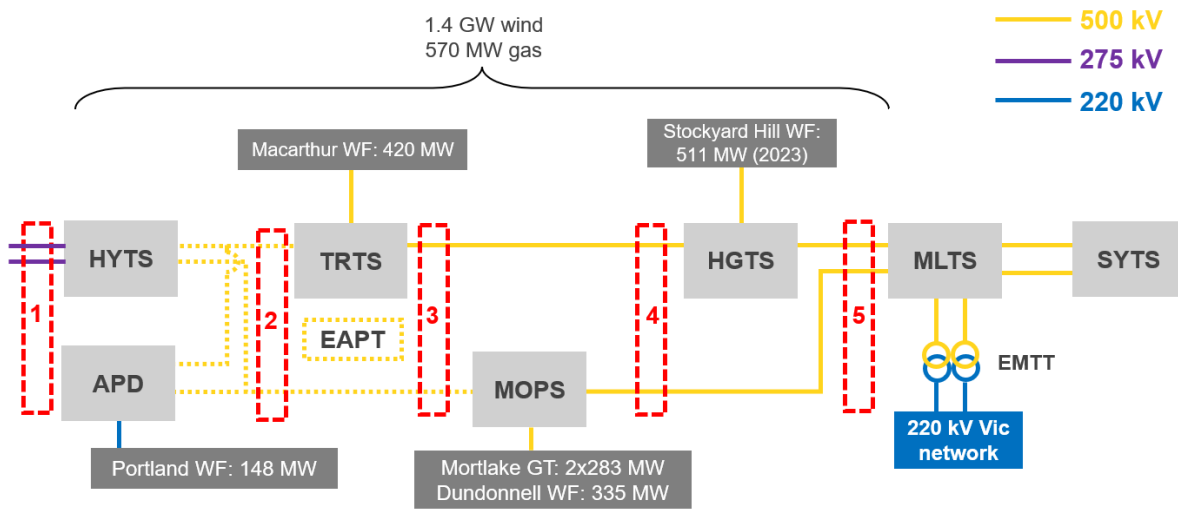 1.4 GW wind
570 MW gas
500 kV
275 kV
220 kV
Macarthur WF: 420 MW
Stockyard Hill WF:
511 MW (2023)
HYTS
TRTS
HGTS
MLTS
SYTS
1
2
3
4
5
EAPT
APD
MOPS
EMTT
Portland WF: 148 MW
Mortlake GT: 2x283 MW
Dundonnell WF: 335 MW
220 kV Vic
network